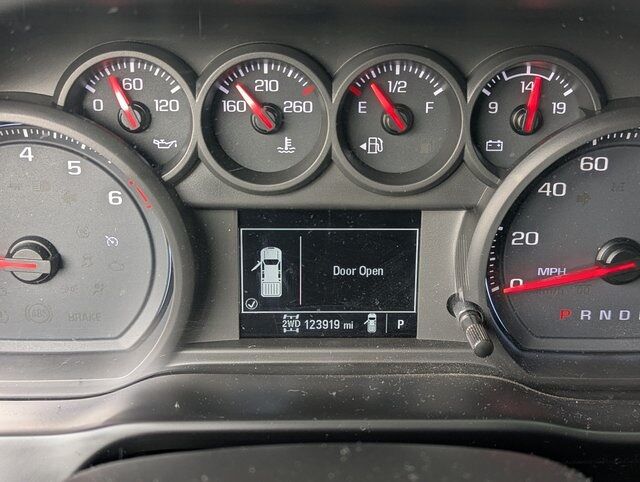 0 60 120
160 210 260
E 1/2 F
9 14 19
4 5 6
0 20 40 60
MPH
P R N D
Door Open
2WD 123919 mi P
ABS BRAKE